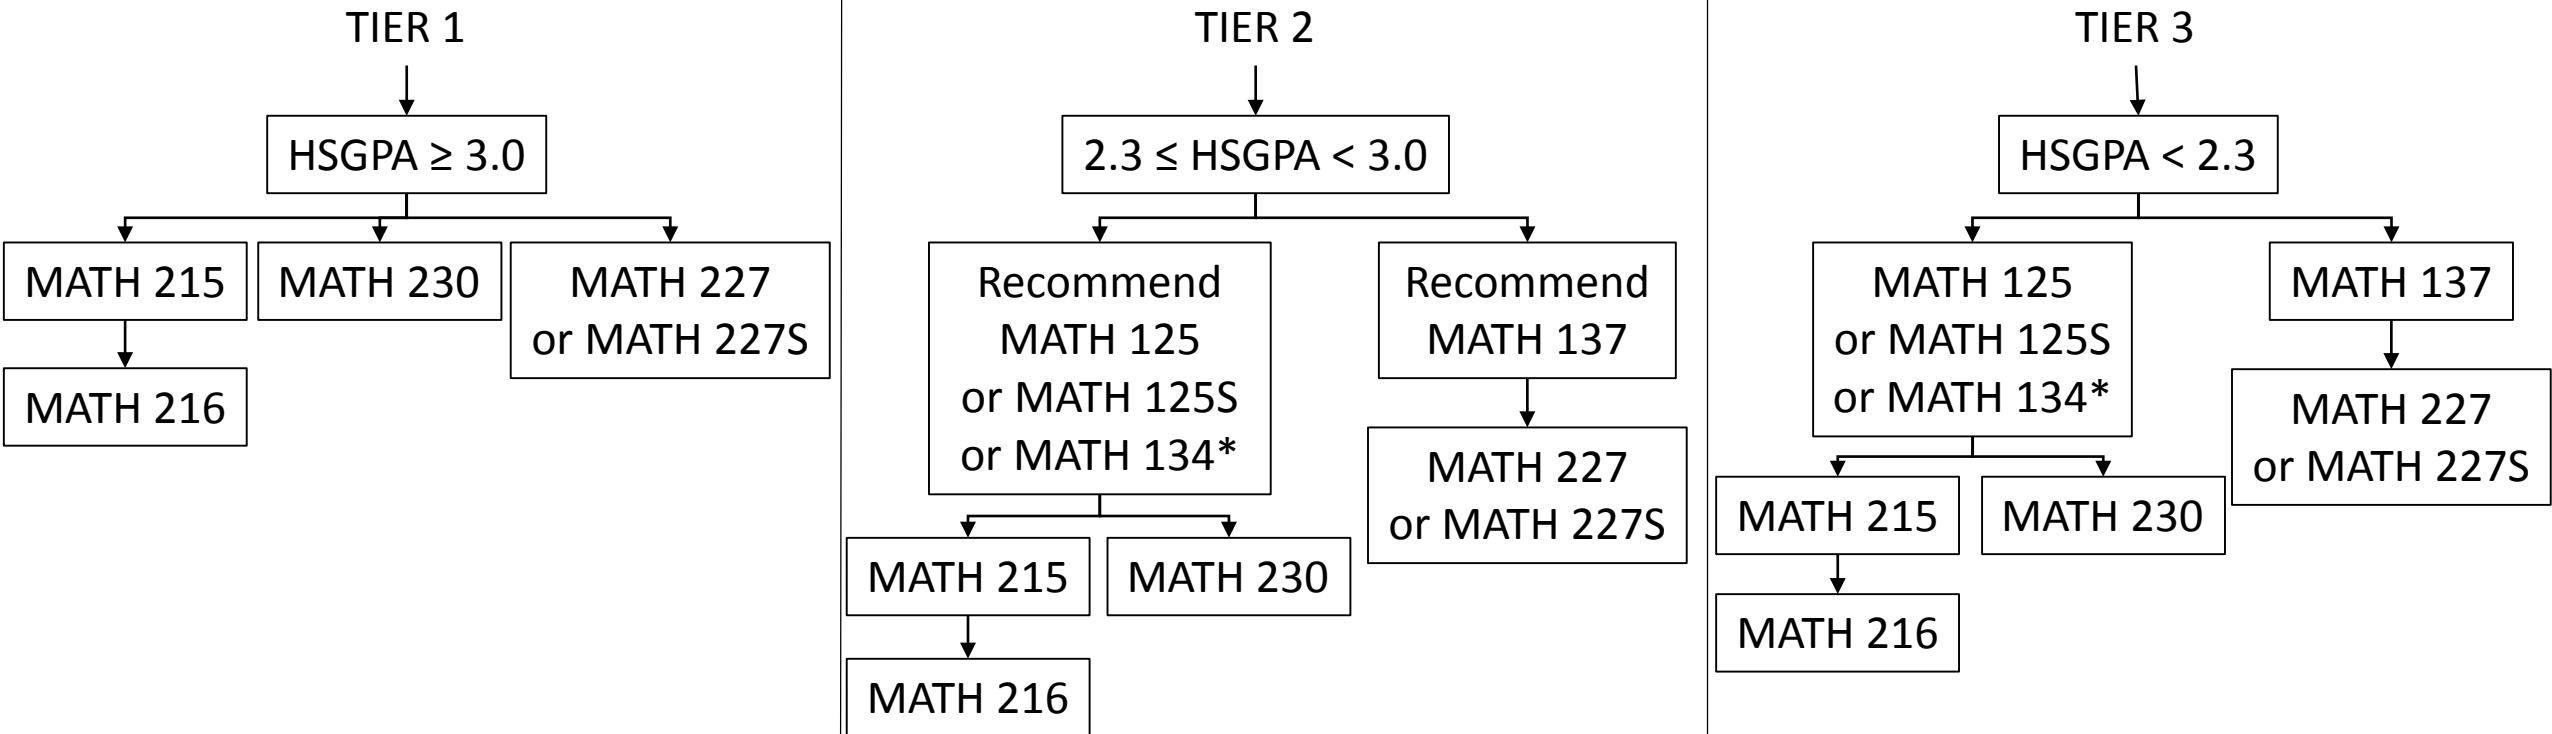 TIER 1
HSGPA ≥ 3.0
MATH 215
MATH 230
MATH 227
or MATH 227S
MATH 216
TIER 2
2.3 ≤ HSGPA < 3.0
Recommend
MATH 125
or MATH 125S
or MATH 134*
Recommend
MATH 137
MATH 227
or MATH 227S
MATH 215
MATH 230
MATH 216
TIER 3
HSGPA < 2.3
MATH 125
or MATH 125S
or MATH 134*
MATH 137
MATH 227
or MATH 227S
MATH 215
MATH 230
MATH 216